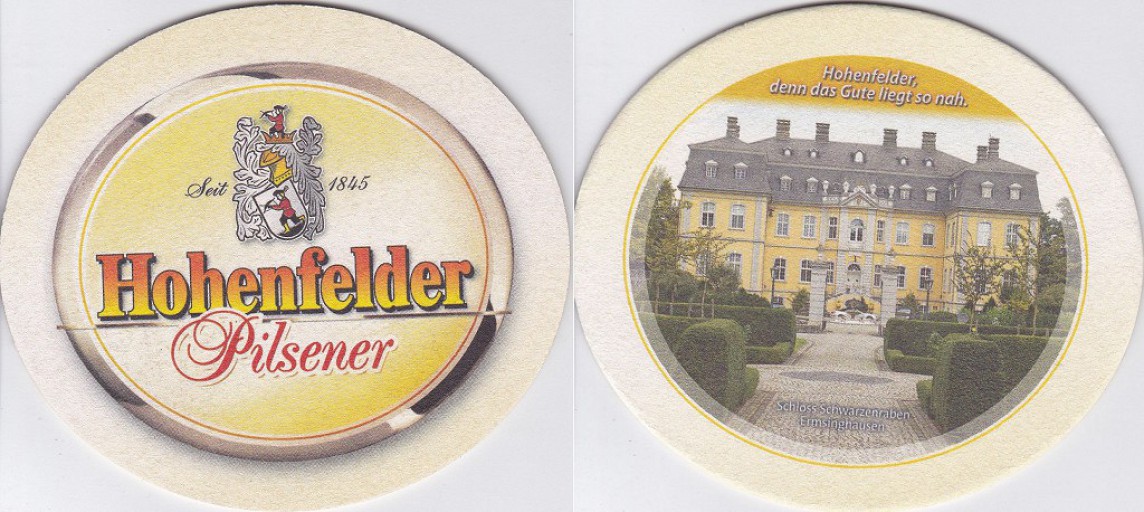 Seit 1845
Hohenfelder
Pilsener
Hohenfelder,
denn das Gute liegt so nah.
Schloss Schwarzenraben
Ermsinghausen